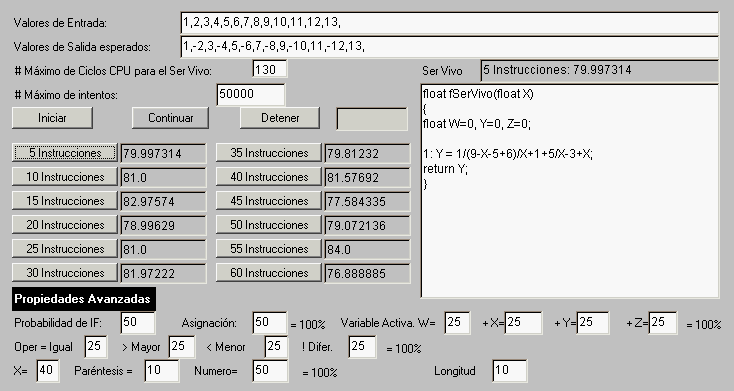 Valores de Entrada: 1,2,3,4,5,6,7,8,9,10,11,12,13,
Valores de Salida esperados: 1,-2,3,-4,5,-6,7,-8,9,-10,11,-12,13,
# Máximo de Ciclos CPU para el Ser Vivo: 130 Ser Vivo 5 Instrucciones: 79.997314
# Máximo de intentos: 50000
Iniciar Continuar Detener
5 Instrucciones 79.997314 35 Instrucciones 79.81232
10 Instrucciones 81.0 40 Instrucciones 81.57692
15 Instrucciones 82.97574 45 Instrucciones 77.584335
20 Instrucciones 78.99629 50 Instrucciones 79.072136
25 Instrucciones 81.0 55 Instrucciones 84.0
30 Instrucciones 81.97222 60 Instrucciones 76.888885
float fSerVivo(float X)
{
float W=0, Y=0, Z=0;
1: Y = 1/(9-X-5+6)/X+1+5/X-3+X;
return Y;
}
Propiedades Avanzadas
Probabilidad de IF: 50 Asignación: 50 = 100% Variable Activa. W= 25 + X= 25 + Y= 25 + Z= 25 = 100%
Oper = Igual 25 > Mayor 25 < Menor 25 ! Difer. 25 = 100%
X= 40 Paréntesis = 10 Numero= 50 = 100% Longitud 10